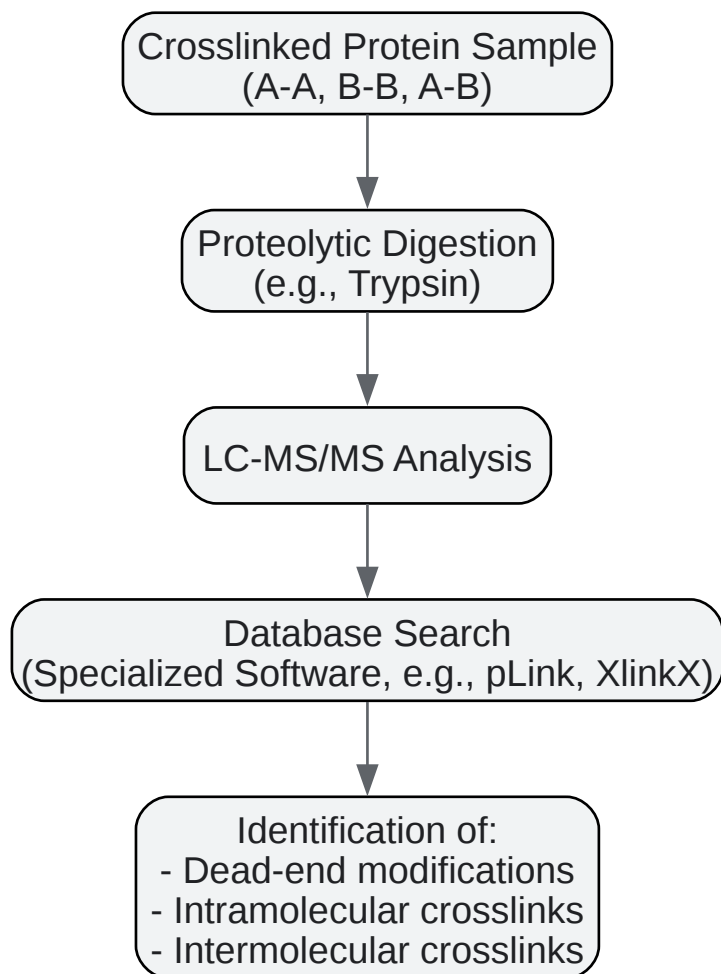 Crosslinked Protein Sample
(A-A, B-B, A-B)
Proteolytic Digestion
(e.g., Trypsin)
LC-MS/MS Analysis
Database Search
(Specialized Software, e.g., pLink, XlinkX)
Identification of:
- Dead-end modifications
- Intramolecular crosslinks
- Intermolecular crosslinks